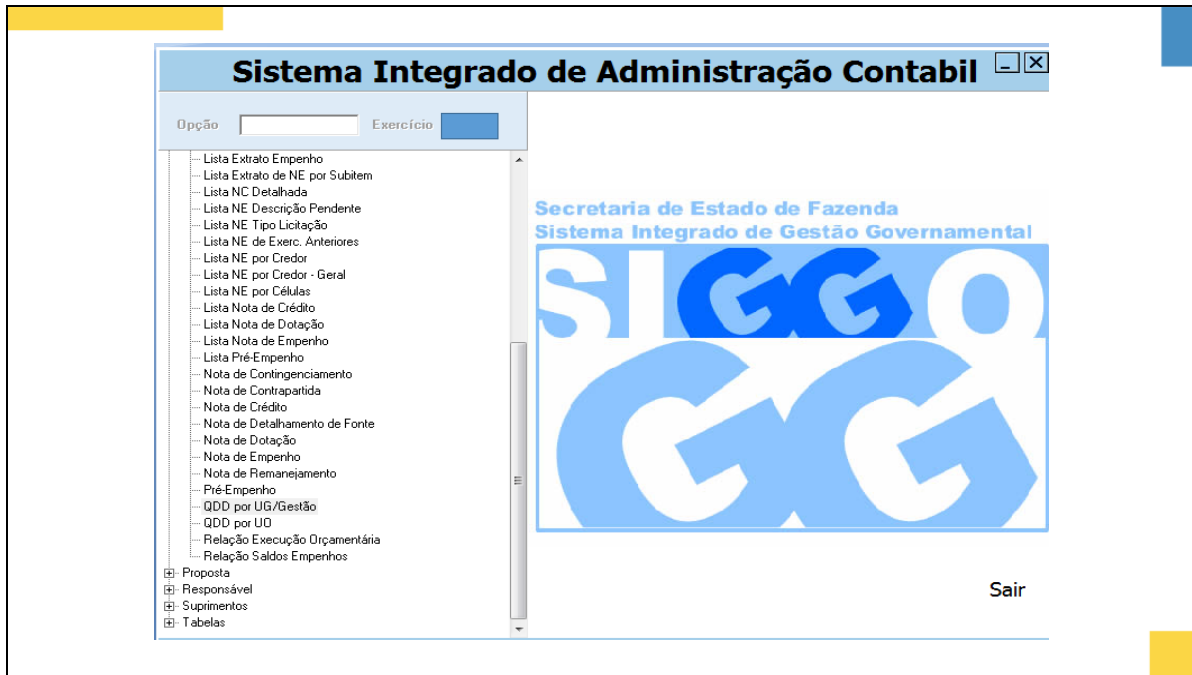 Sistema Integrado de Administração Contabil
Opção
Exercício
Lista Extrato Empenho
Lista Extrato de NE por Subitem
Lista NC Detalhada
Lista NE Descrição Pendente
Lista NE Tipo Licitação
Lista NE de Exerc. Anteriores
Lista NE por Credor
Lista NE por Credor - Geral
Lista NE por Células
Lista Nota de Crédito
Lista Nota de Dotação
Lista Nota de Empenho
Lista Pré-Empenho
Nota de Contingenciamento
Nota de Contrapartida
Nota de Crédito
Nota de Detalhamento de Fonte
Nota de Dotação
Nota de Empenho
Nota de Remanejamento
Pré-Empenho
QDD por UG/Gestão
QDD por UO
Relação Execução Orçamentária
Relação Saldos Empenhos
Proposta
Responsável
Suprimentos
Tabelas
Secretaria de Estado de Fazenda
Sistema Integrado de Gestão Governamental
SIGGO
GG
Sair